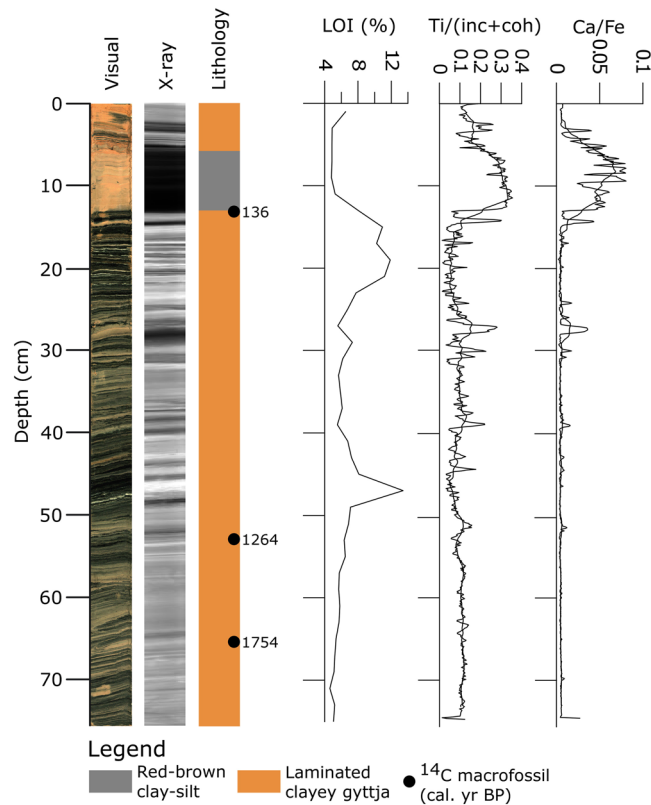 Visual
X-ray
Lithology
LOI (%)
Ti/(inc+coh)
Ca/Fe
4
8
12
0
0.1
0.2
0.3
0.4
0
0.05
0.1
0
10
20
30
40
50
60
70
Depth (cm)
136
1264
1754
Legend
Red-brown
clay-silt
Laminated
clayey gyttja
14C macrofossil
(cal. yr BP)